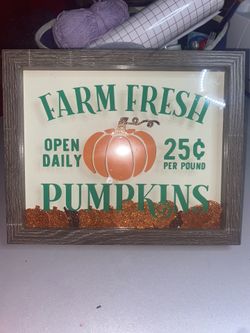 FARM FRESH
OPEN
DAILY
25¢
PER POUND
PUMPKINS